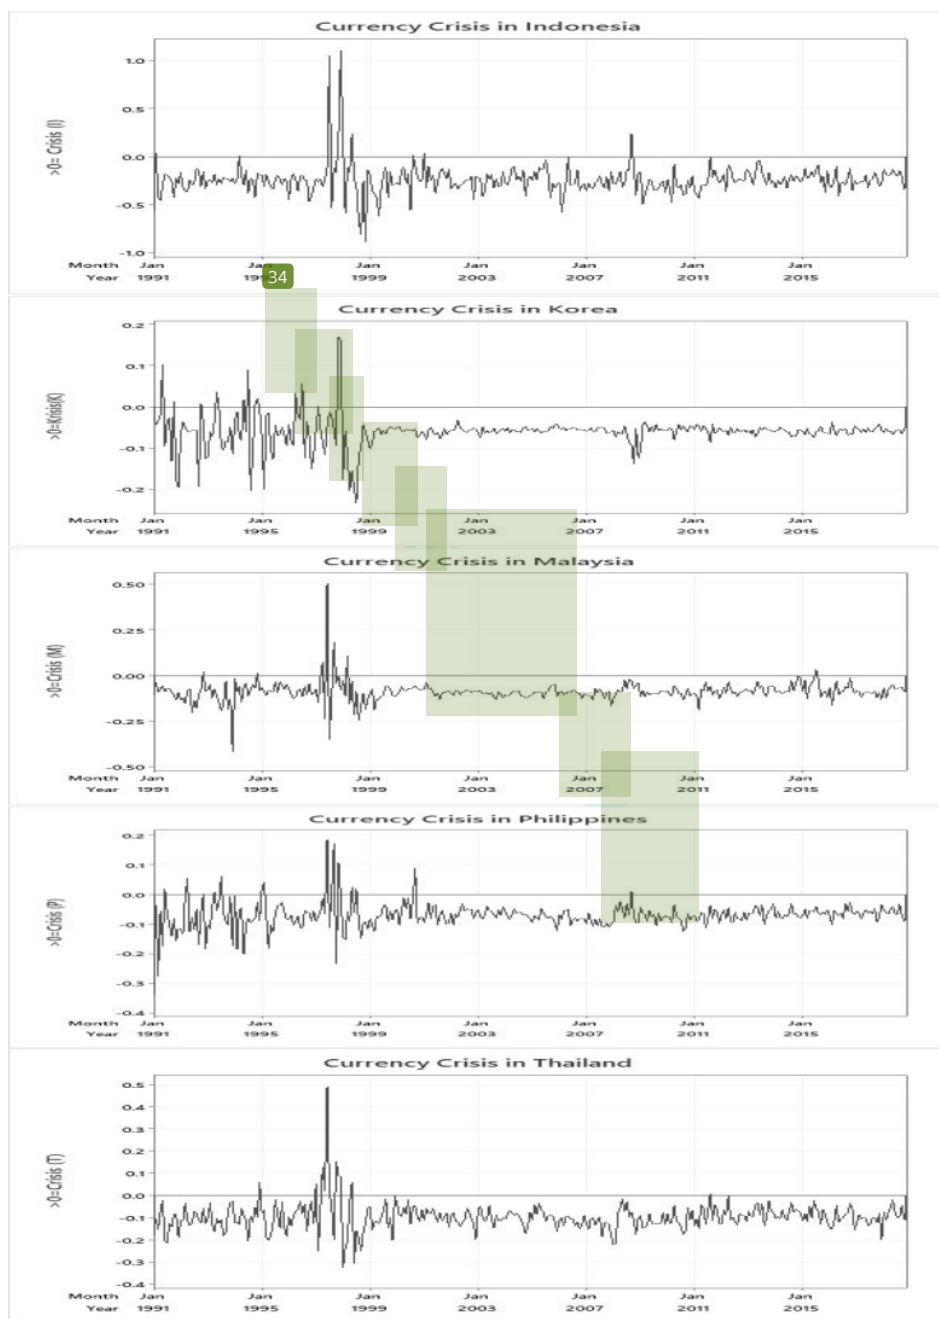 Currency Crisis in Indonesia
>0= Crisis (I)
1.0
0.5
0.0
-0.5
-1.0
Month Jan Jan Jan Jan Jan Jan
Year 1991 1999 2003 2007 2011 2015
34
Currency Crisis in Korea
>0=Krisis(K)
0.2
0.1
0.0
-0.1
-0.2
Month Jan Jan Jan Jan Jan Jan Jan
Year 1991 1995 1999 2003 2007 2011 2015
Currency Crisis in Malaysia
>0=Crisis (M)
0.50
0.25
0.00
-0.25
-0.50
Month Jan Jan Jan Jan Jan Jan Jan
Year 1991 1995 1999 2003 2007 2011 2015
Currency Crisis in Philippines
>0=Crisis (P)
0.2
0.1
0.0
-0.1
-0.2
-0.3
-0.4
Month Jan Jan Jan Jan Jan Jan Jan
Year 1991 1995 1999 2003 2007 2011 2015
Currency Crisis in Thailand
>0=Crisis (T)
0.5
0.4
0.3
0.2
0.1
0.0
-0.1
-0.2
-0.3
-0.4
Month Jan Jan Jan Jan Jan Jan Jan
Year 1991 1995 1999 2003 2007 2011 2015